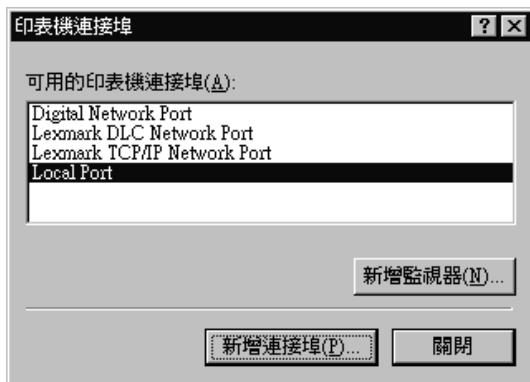 印表機連接埠
可用的印表機連接埠(A):
Digital Network Port
Lexmark DLC Network Port
Lexmark TCP/IP Network Port
Local Port
新增監視器(N)...
新增連接埠(P)...
關閉